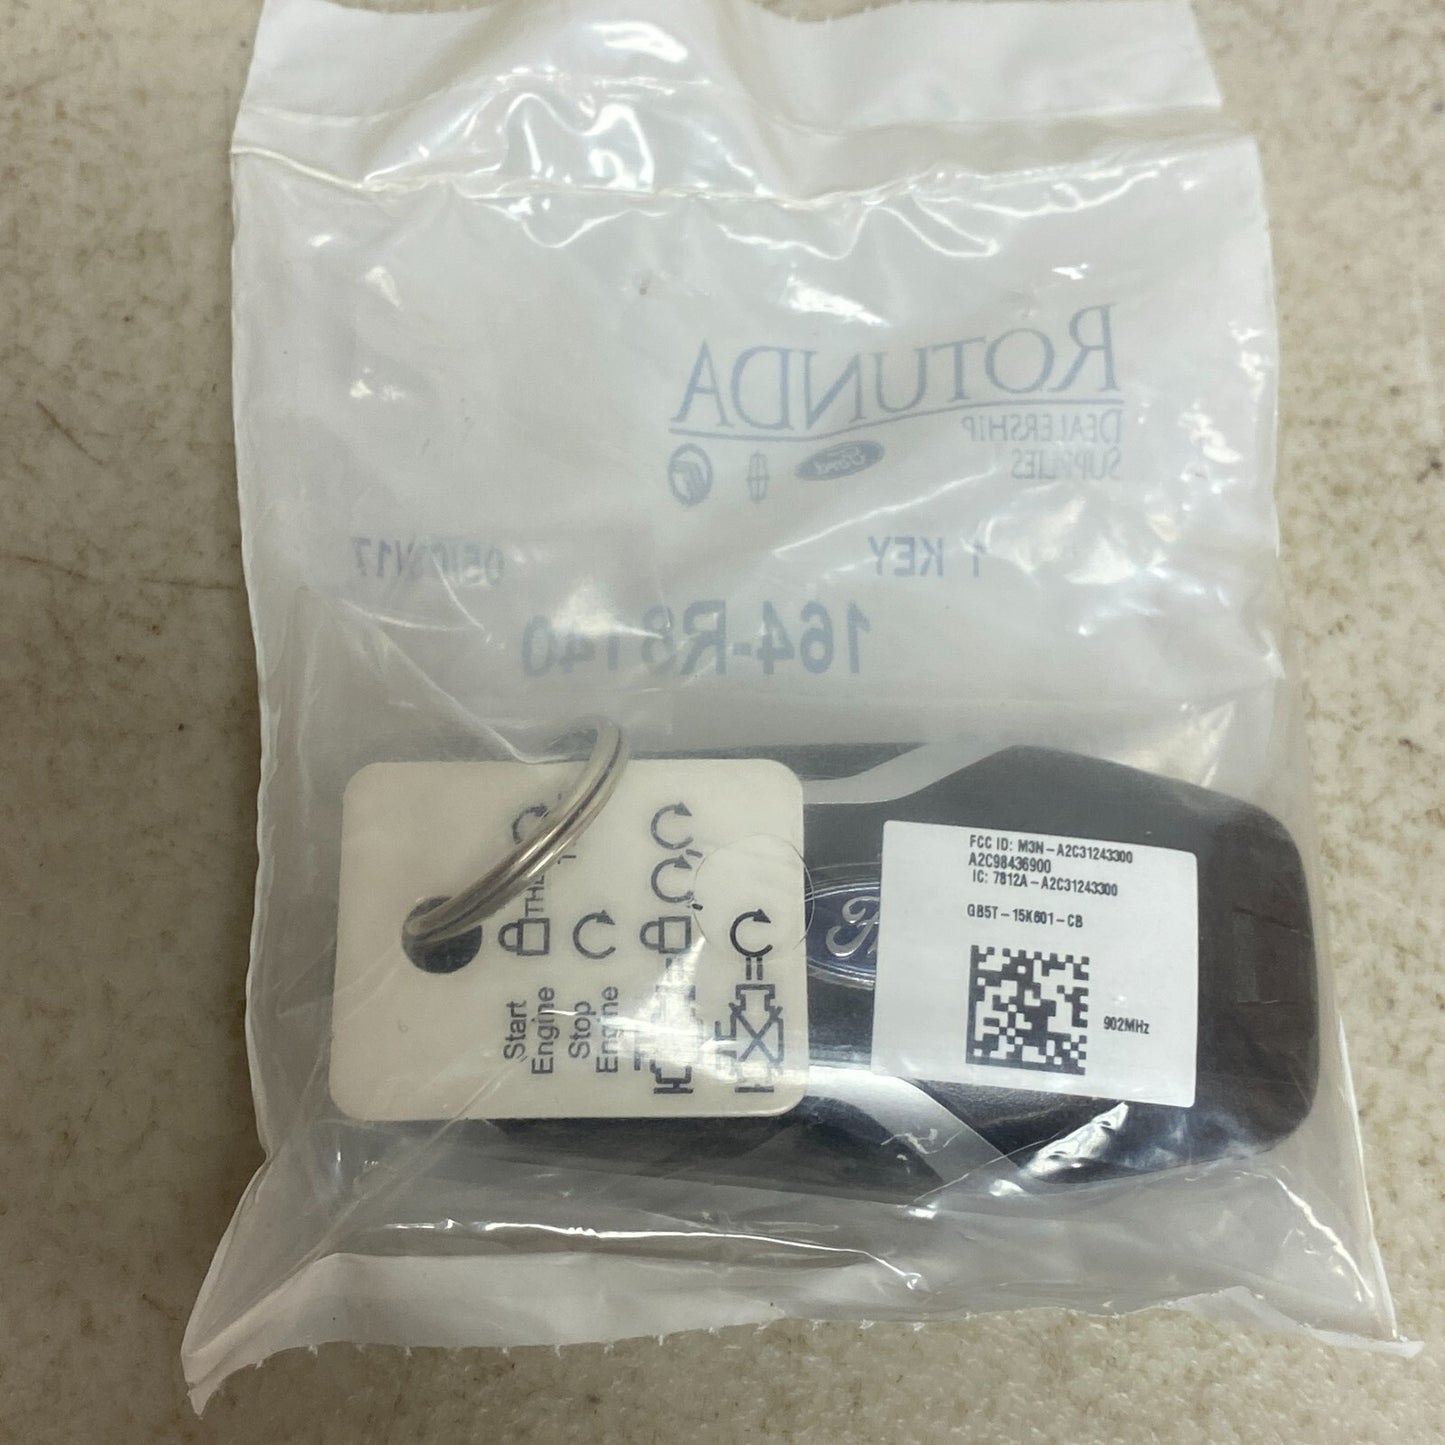 ROTUNDA
DEALERSHIP
SUPPLIES
Ford
1 KEY
164-R8140
FCC ID: M3N-A2C31243300
A2C98436900
IC: 7812A-A2C31243300
GB5T-15K601-CB
902MHz
Start
Engine
Stop
Engine